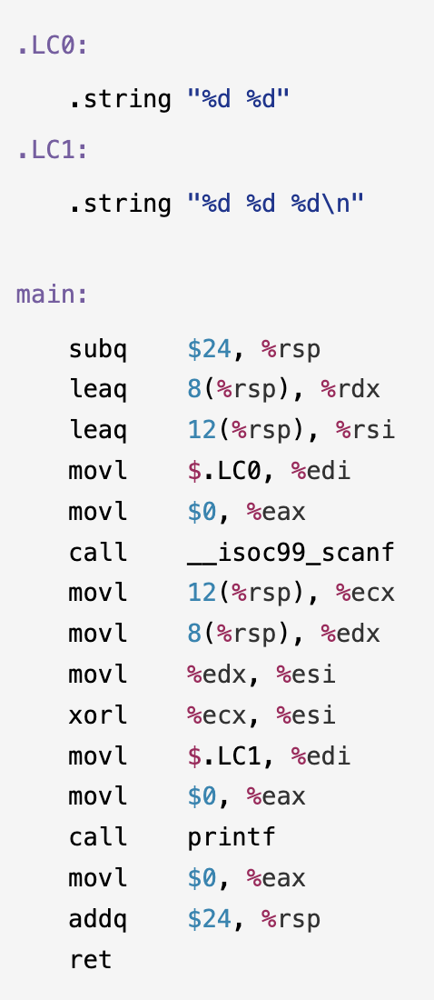 .LC0:
.string "%d %d"
.LC1:
.string "%d %d %d\n"
main:
subq $24, %rsp
leaq 8(%rsp), %rdx
leaq 12(%rsp), %rsi
movl $.LC0, %edi
movl $0, %eax
call __isoc99_scanf
movl 12(%rsp), %ecx
movl 8(%rsp), %edx
movl %edx, %esi
xorl %ecx, %esi
movl $.LC1, %edi
movl $0, %eax
call printf
movl $0, %eax
addq $24, %rsp
ret